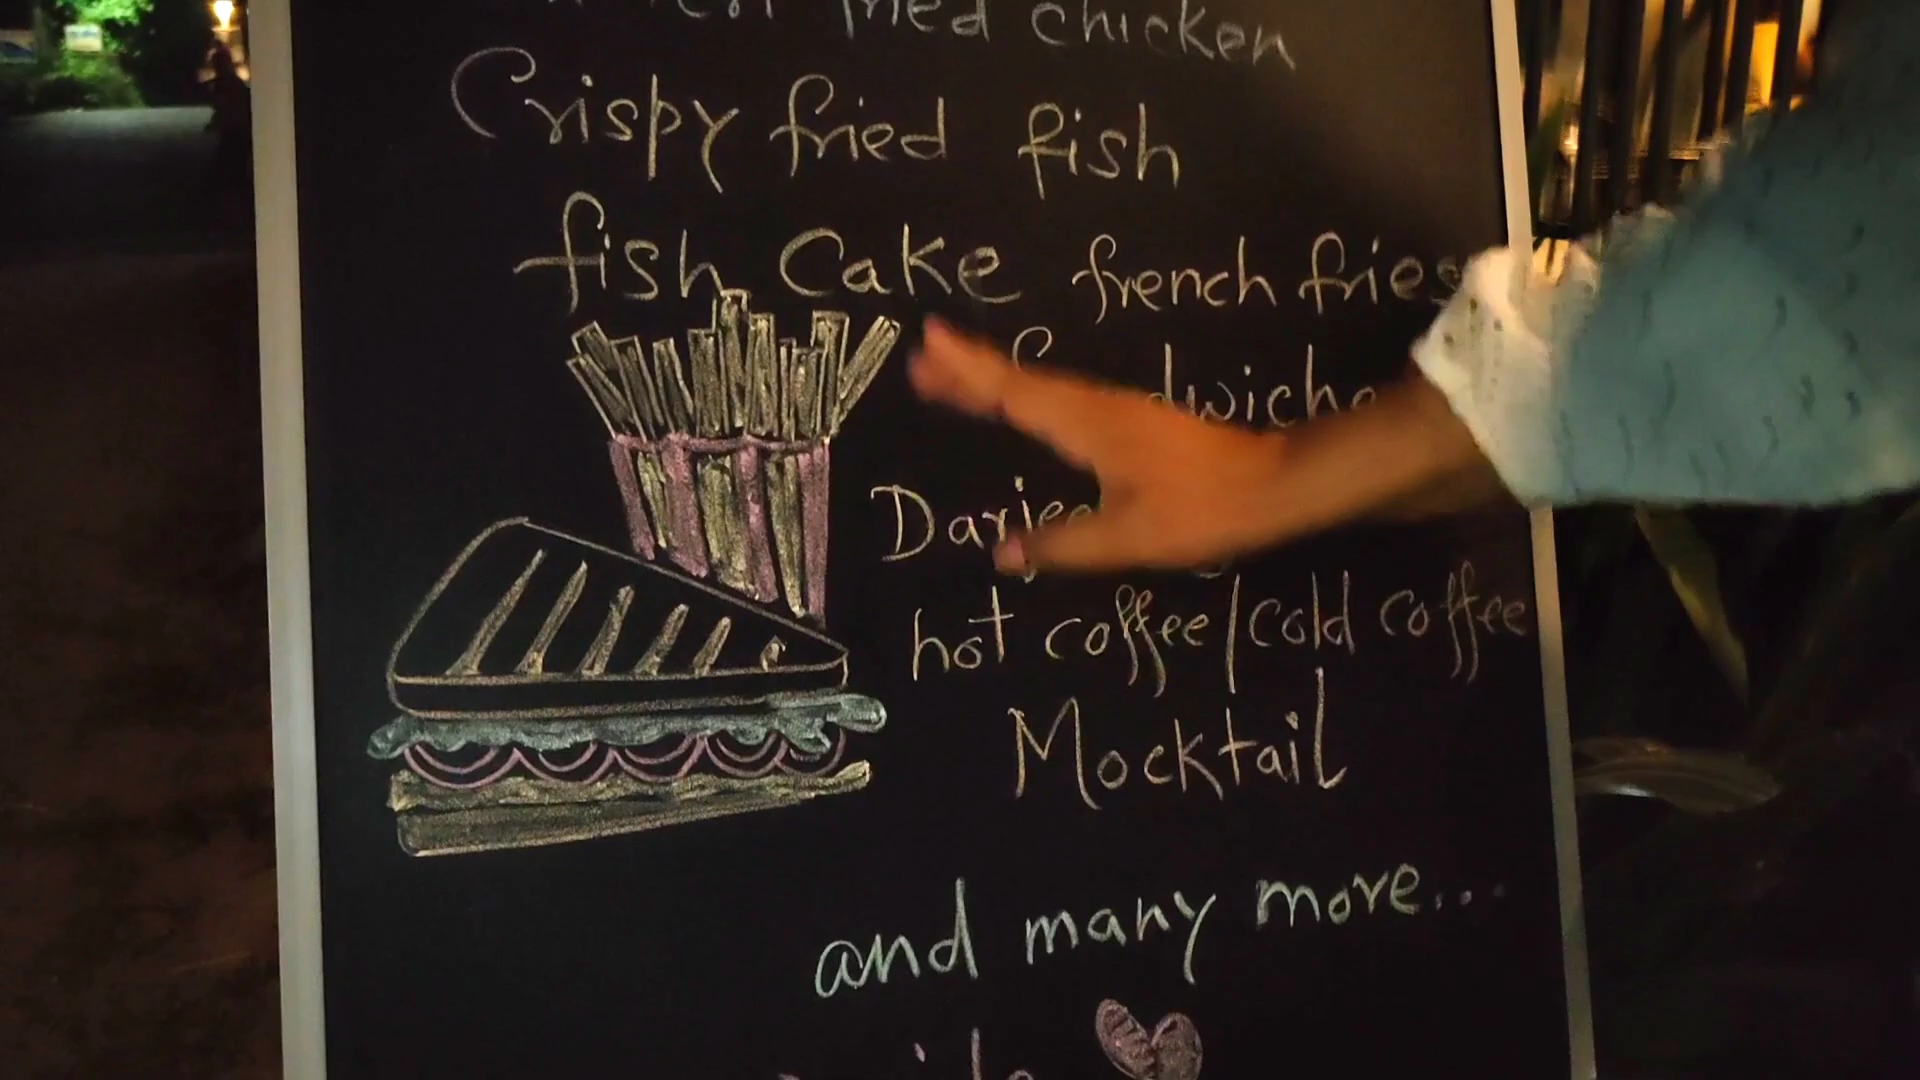 fried chicken
Crispy fried fish
fish Cake french fries
hot coffee/cold coffee
Mocktail
and many more...